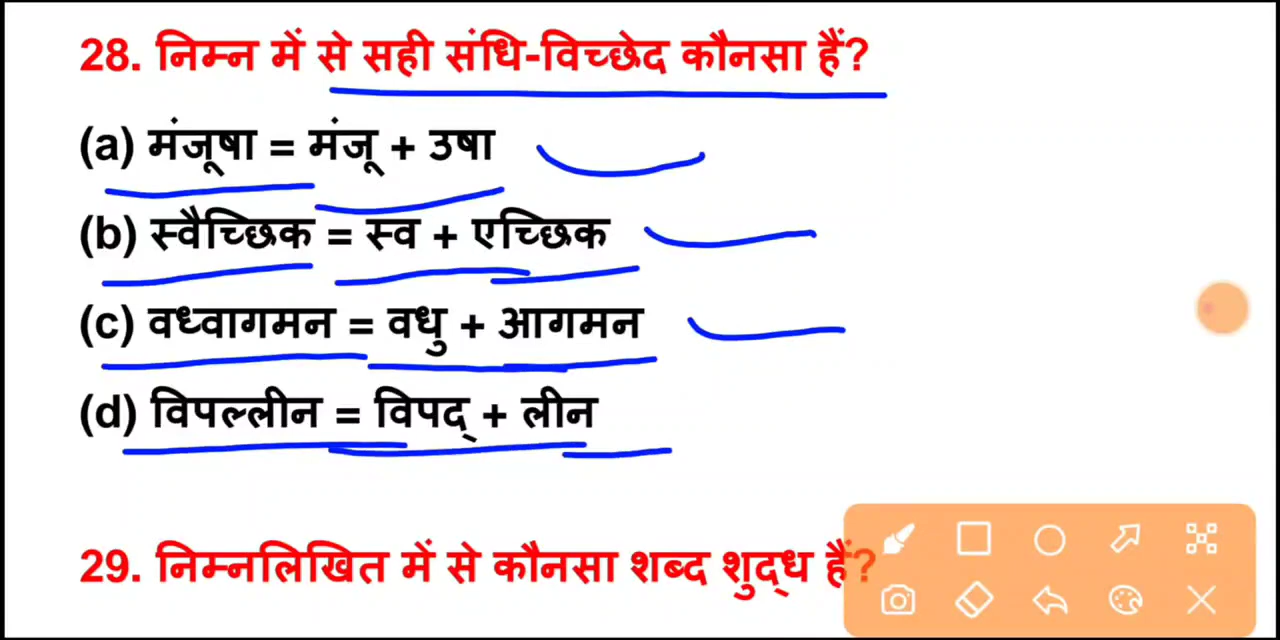 28. निम्न में से सही संधि-विच्छेद कौनसा हैं?
(a) मंजूषा = मंजू + उषा
(b) स्वैच्छिक = स्व + एच्छिक
(c) वध्वागमन = वधु + आगमन
(d) विपल्लीन = विपद् + लीन
29. निम्नलिखित में से कौनसा शब्द शुद्ध हैं?